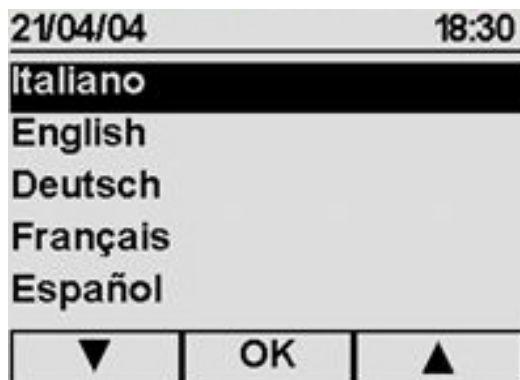 21/04/04 18:30
Italiano
English
Deutsch
Français
Español
▼ OK ▲